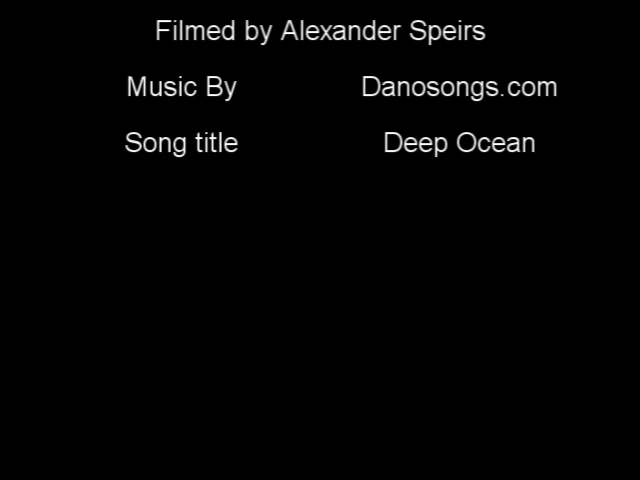 Filmed by Alexander Speirs
Music By Danosongs.com
Song title Deep Ocean